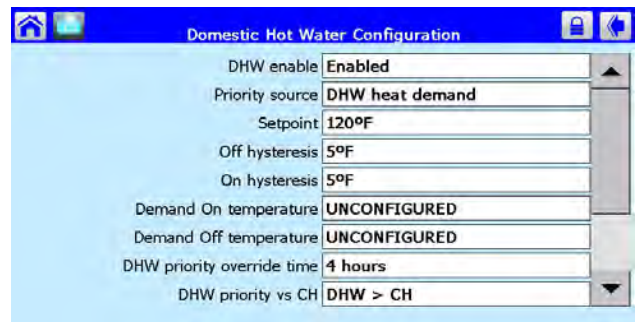 Domestic Hot Water Configuration
DHW enable Enabled
Priority source DHW heat demand
Setpoint 120ºF
Off hysteresis 5ºF
On hysteresis 5ºF
Demand On temperature UNCONFIGURED
Demand Off temperature UNCONFIGURED
DHW priority override time 4 hours
DHW priority vs CH DHW > CH